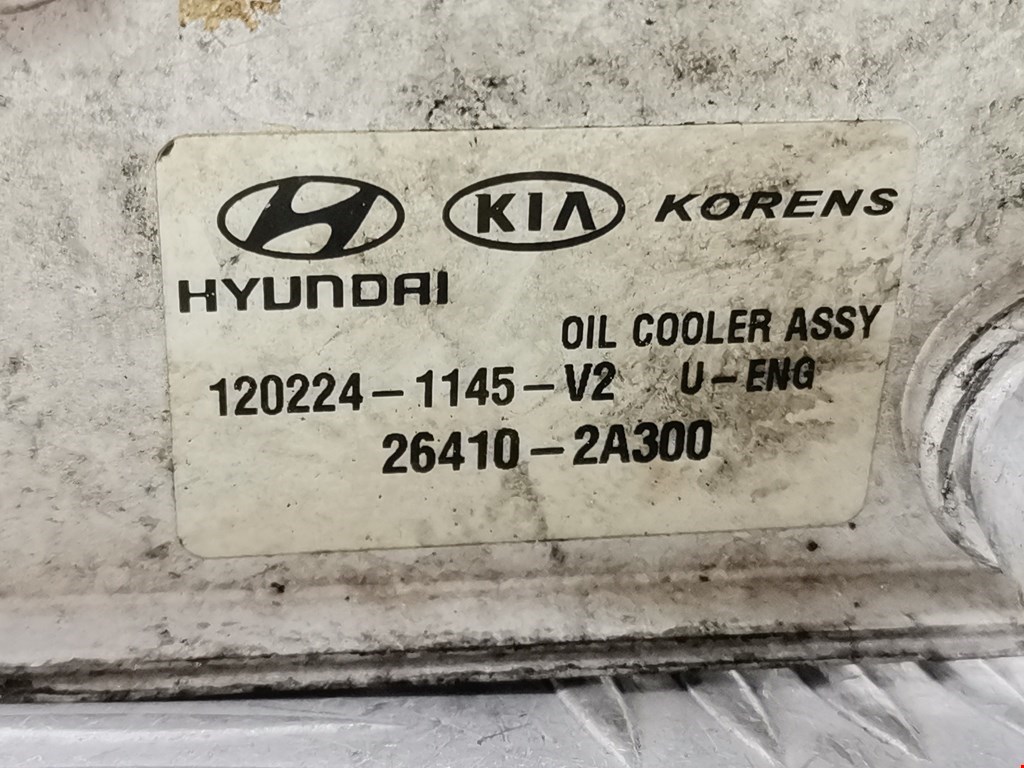 KIA KORENS
HYUNDAI
OIL COOLER ASSY
120224-1145-V2 U-ENG
26410-2A300